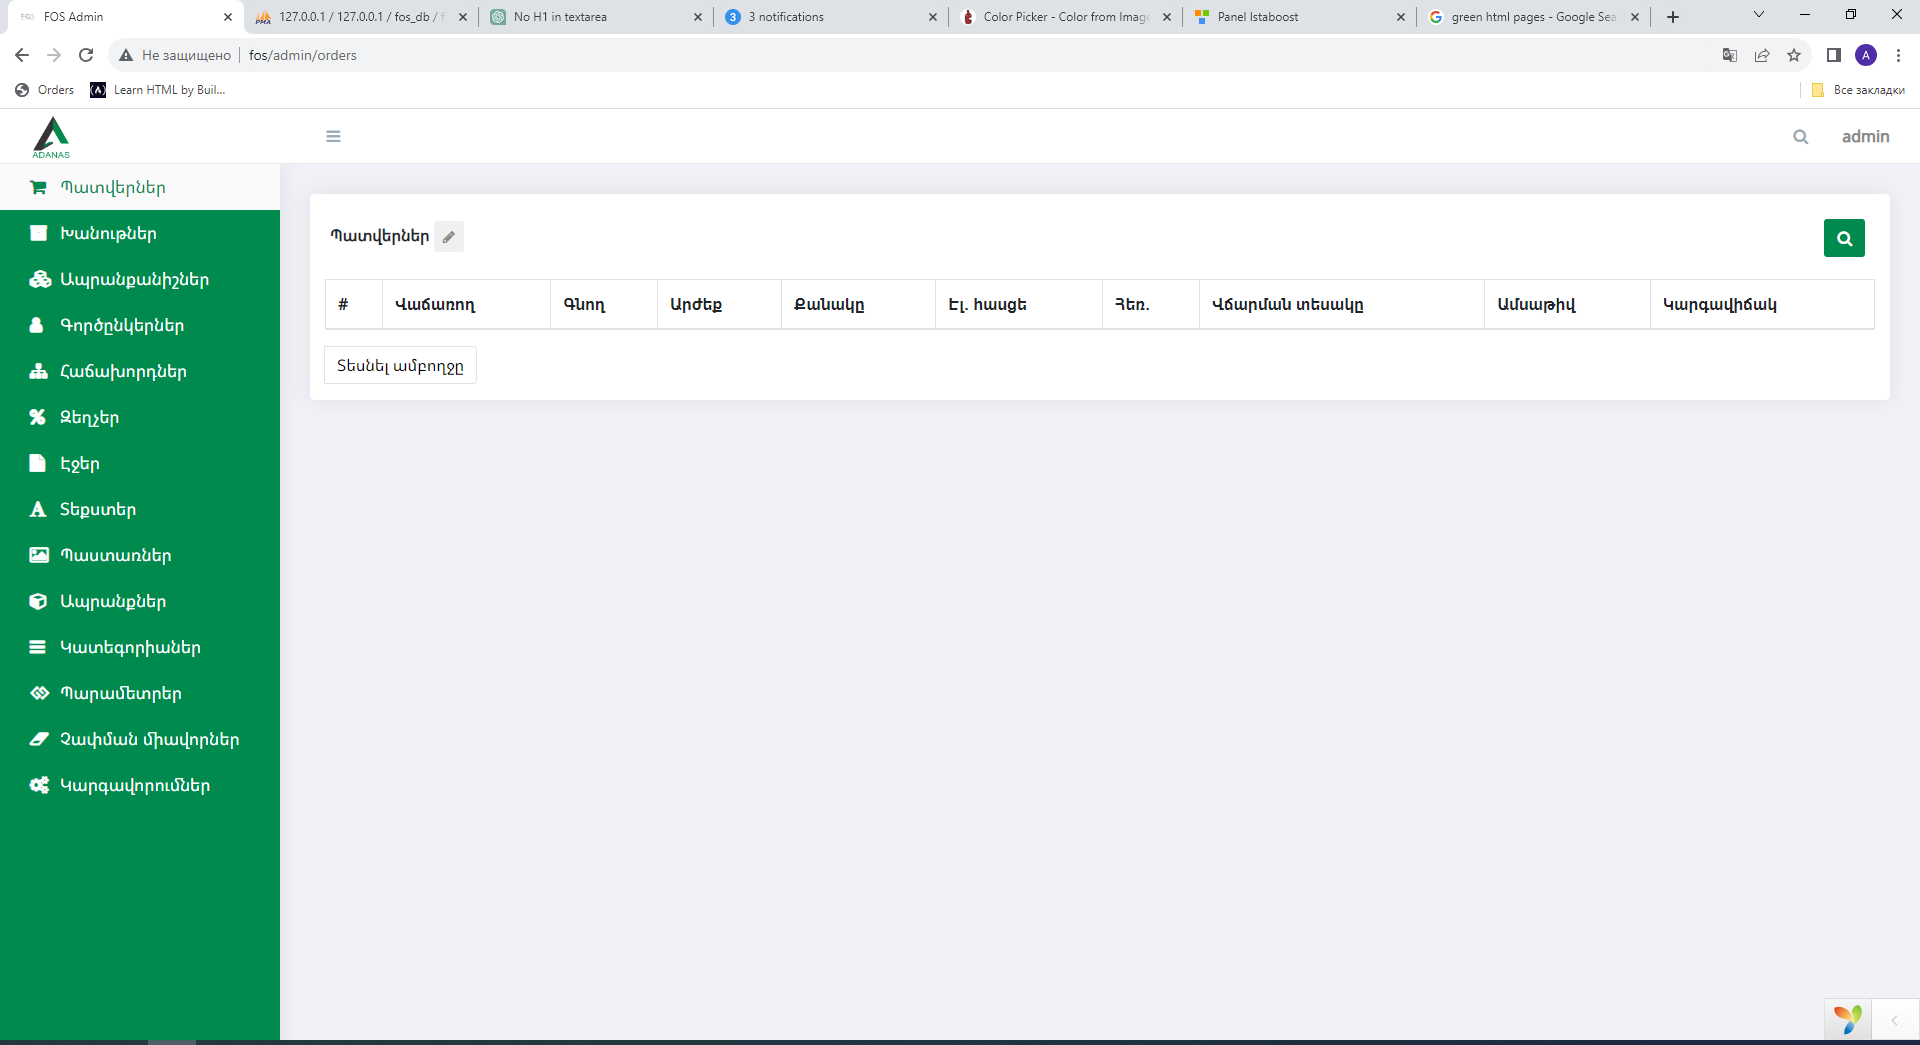 FOS Admin
127.0.0.1 / 127.0.0.1 / fos_db / f
No H1 in textarea
3 notifications
Color Picker - Color from Image
Panel Istaboost
green html pages - Google Sea
Не защищено fos/admin/orders
A
Orders
Learn HTML by Buil...
Все закладки
ADANAS
admin
Պատվերներ
Խանութներ
Ապրանքանիշներ
Գործընկերներ
Հաճախորդներ
Զեղչեր
Էջեր
Տեքստեր
Պաստառներ
Ապրանքներ
Կատեգորիաներ
Պարամետրեր
Չափման միավորներ
Կարգավորումներ
Պատվերներ
# Վաճառող Գնող Արժեք Քանակը Էլ. հասցե Հեռ. Վճարման տեսակը Ամսաթիվ Կարգավիճակ
Տեսնել ամբողջը